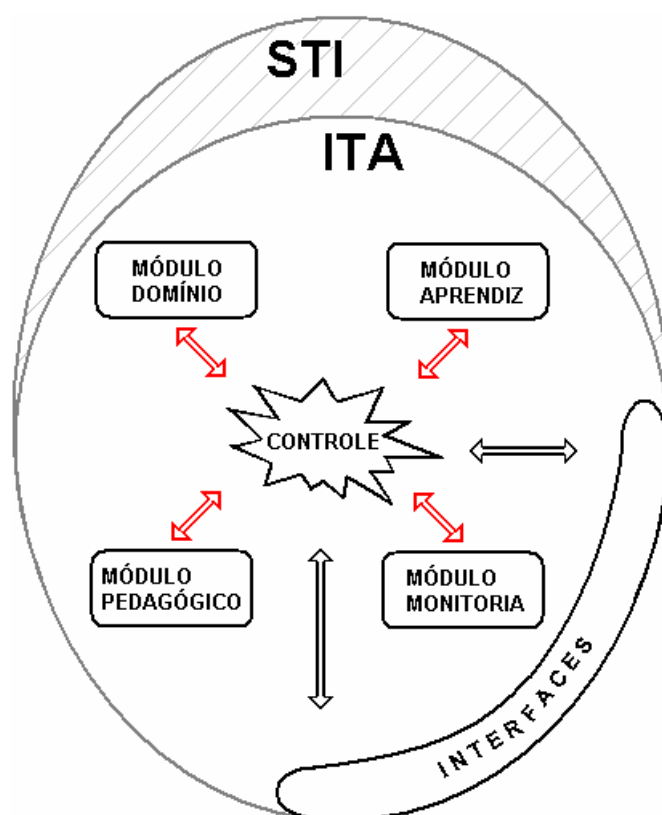 STI
ITA
MÓDULO
DOMÍNIO
MÓDULO
APRENDIZ
CONTROLE
MÓDULO
PEDAGÓGICO
MÓDULO
MONITORIA
INTERFACES